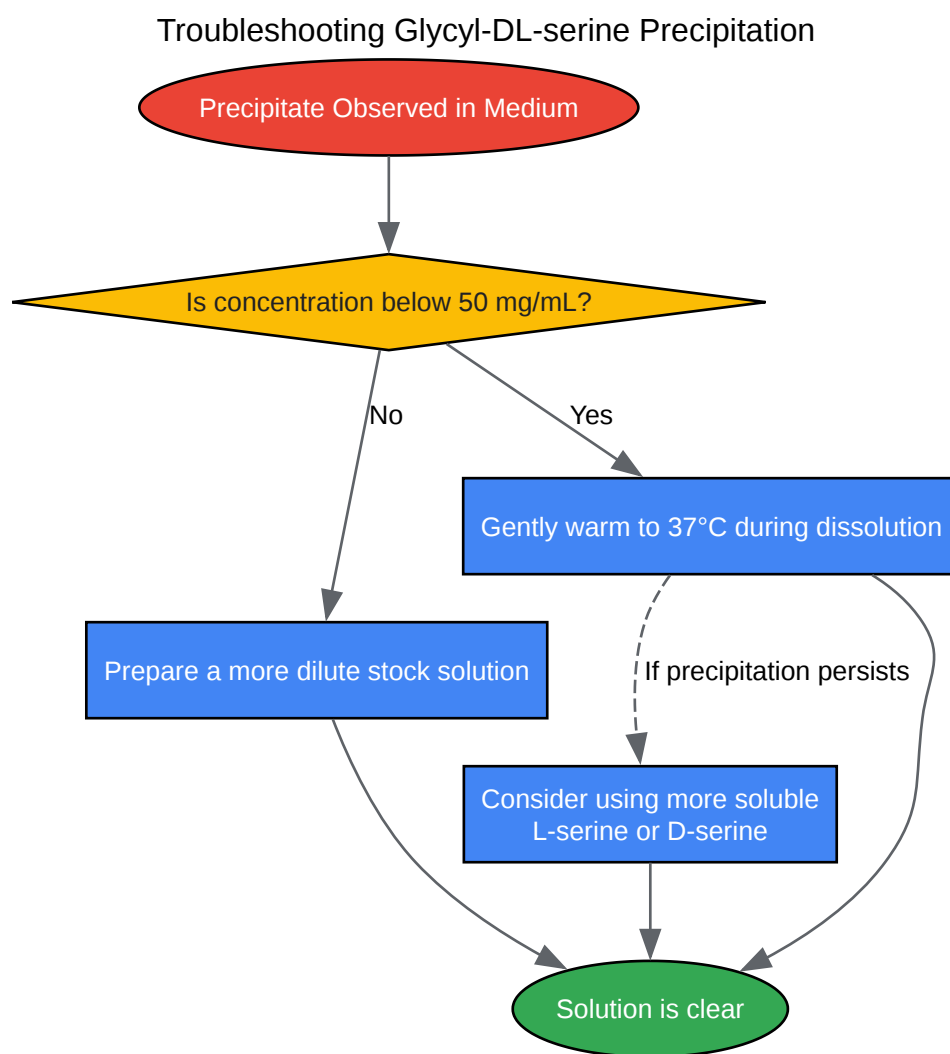 Troubleshooting Glycyl-DL-serine Precipitation
Precipitate Observed in Medium
Is concentration below 50 mg/mL?
No
Yes
Gently warm to 37°C during dissolution
Prepare a more dilute stock solution
If precipitation persists
Consider using more soluble
L-serine or D-serine
Solution is clear